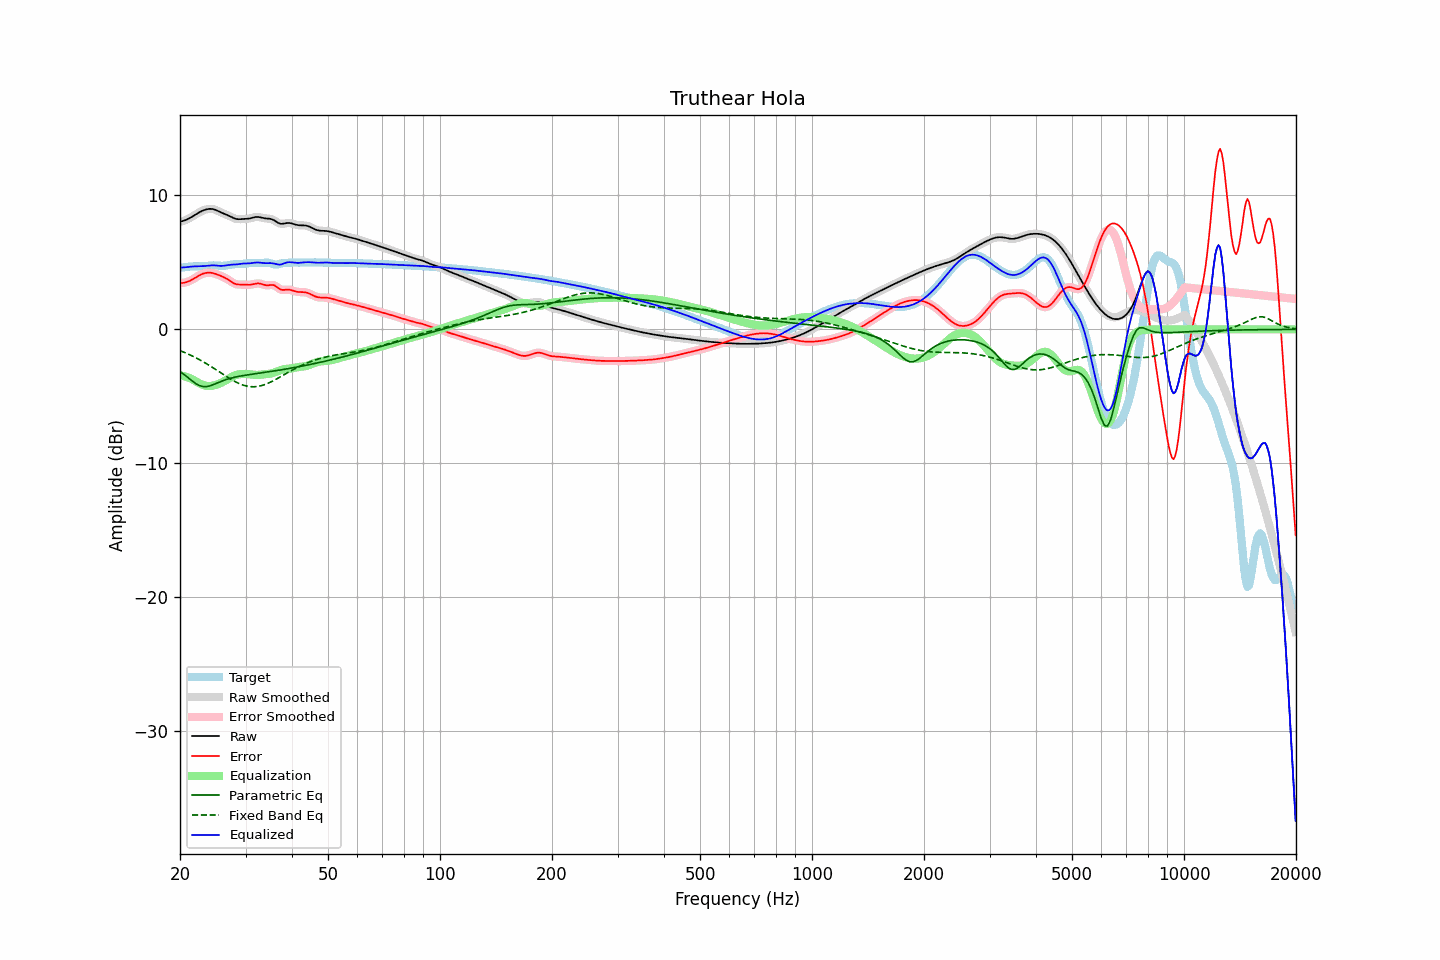 Truthear Hola
Amplitude (dBr)
10
0
−10
−20
−30
Target
Raw Smoothed
Error Smoothed
Raw
Error
Equalization
Parametric Eq
Fixed Band Eq
Equalized
20 50 100 200 500 1000 2000 5000 10000 20000
Frequency (Hz)